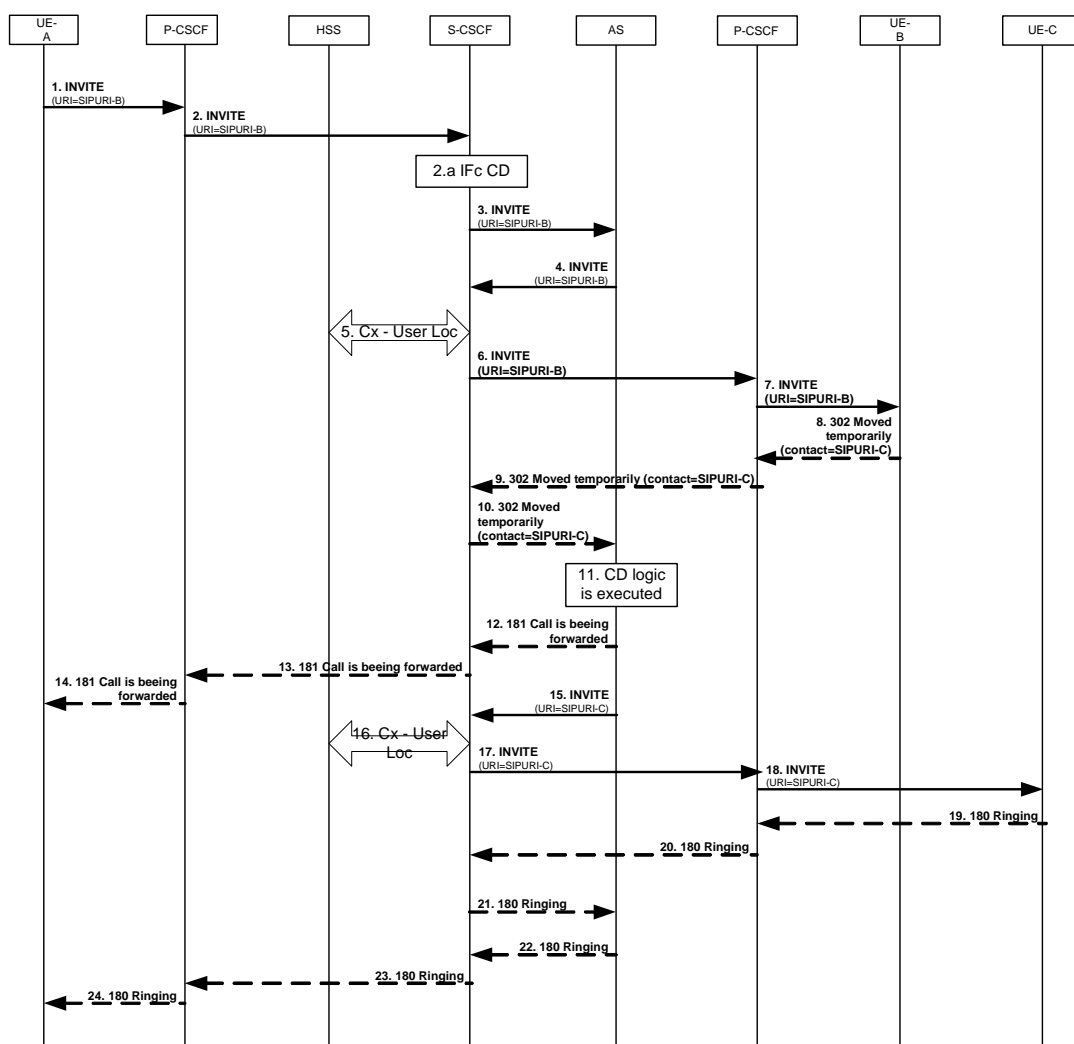 UE-
A
P-CSCF
HSS
S-CSCF
AS
P-CSCF
UE-
B
UE-C
1. INVITE
(URI=SIPURI-B)
2. INVITE
(URI=SIPURI-B)
2.a IFc CD
3. INVITE
(URI=SIPURI-B)
4. INVITE
(URI=SIPURI-B)
5. Cx - User Loc
6. INVITE
(URI=SIPURI-B)
7. INVITE
(URI=SIPURI-B)
8. 302 Moved
temporarily
(contact=SIPURI-C)
9. 302 Moved temporarily (contact=SIPURI-C)
10. 302 Moved
temporarily
(contact=SIPURI-C)
11. CD logic
is executed
12. 181 Call is beeing
forwarded
13. 181 Call is beeing forwarded
14. 181 Call is beeing
forwarded
15. INVITE
(URI=SIPURI-C)
16. Cx - User
Loc
17. INVITE
(URI=SIPURI-C)
18. INVITE
(URI=SIPURI-C)
19. 180 Ringing
20. 180 Ringing
21. 180 Ringing
22. 180 Ringing
23. 180 Ringing
24. 180 Ringing